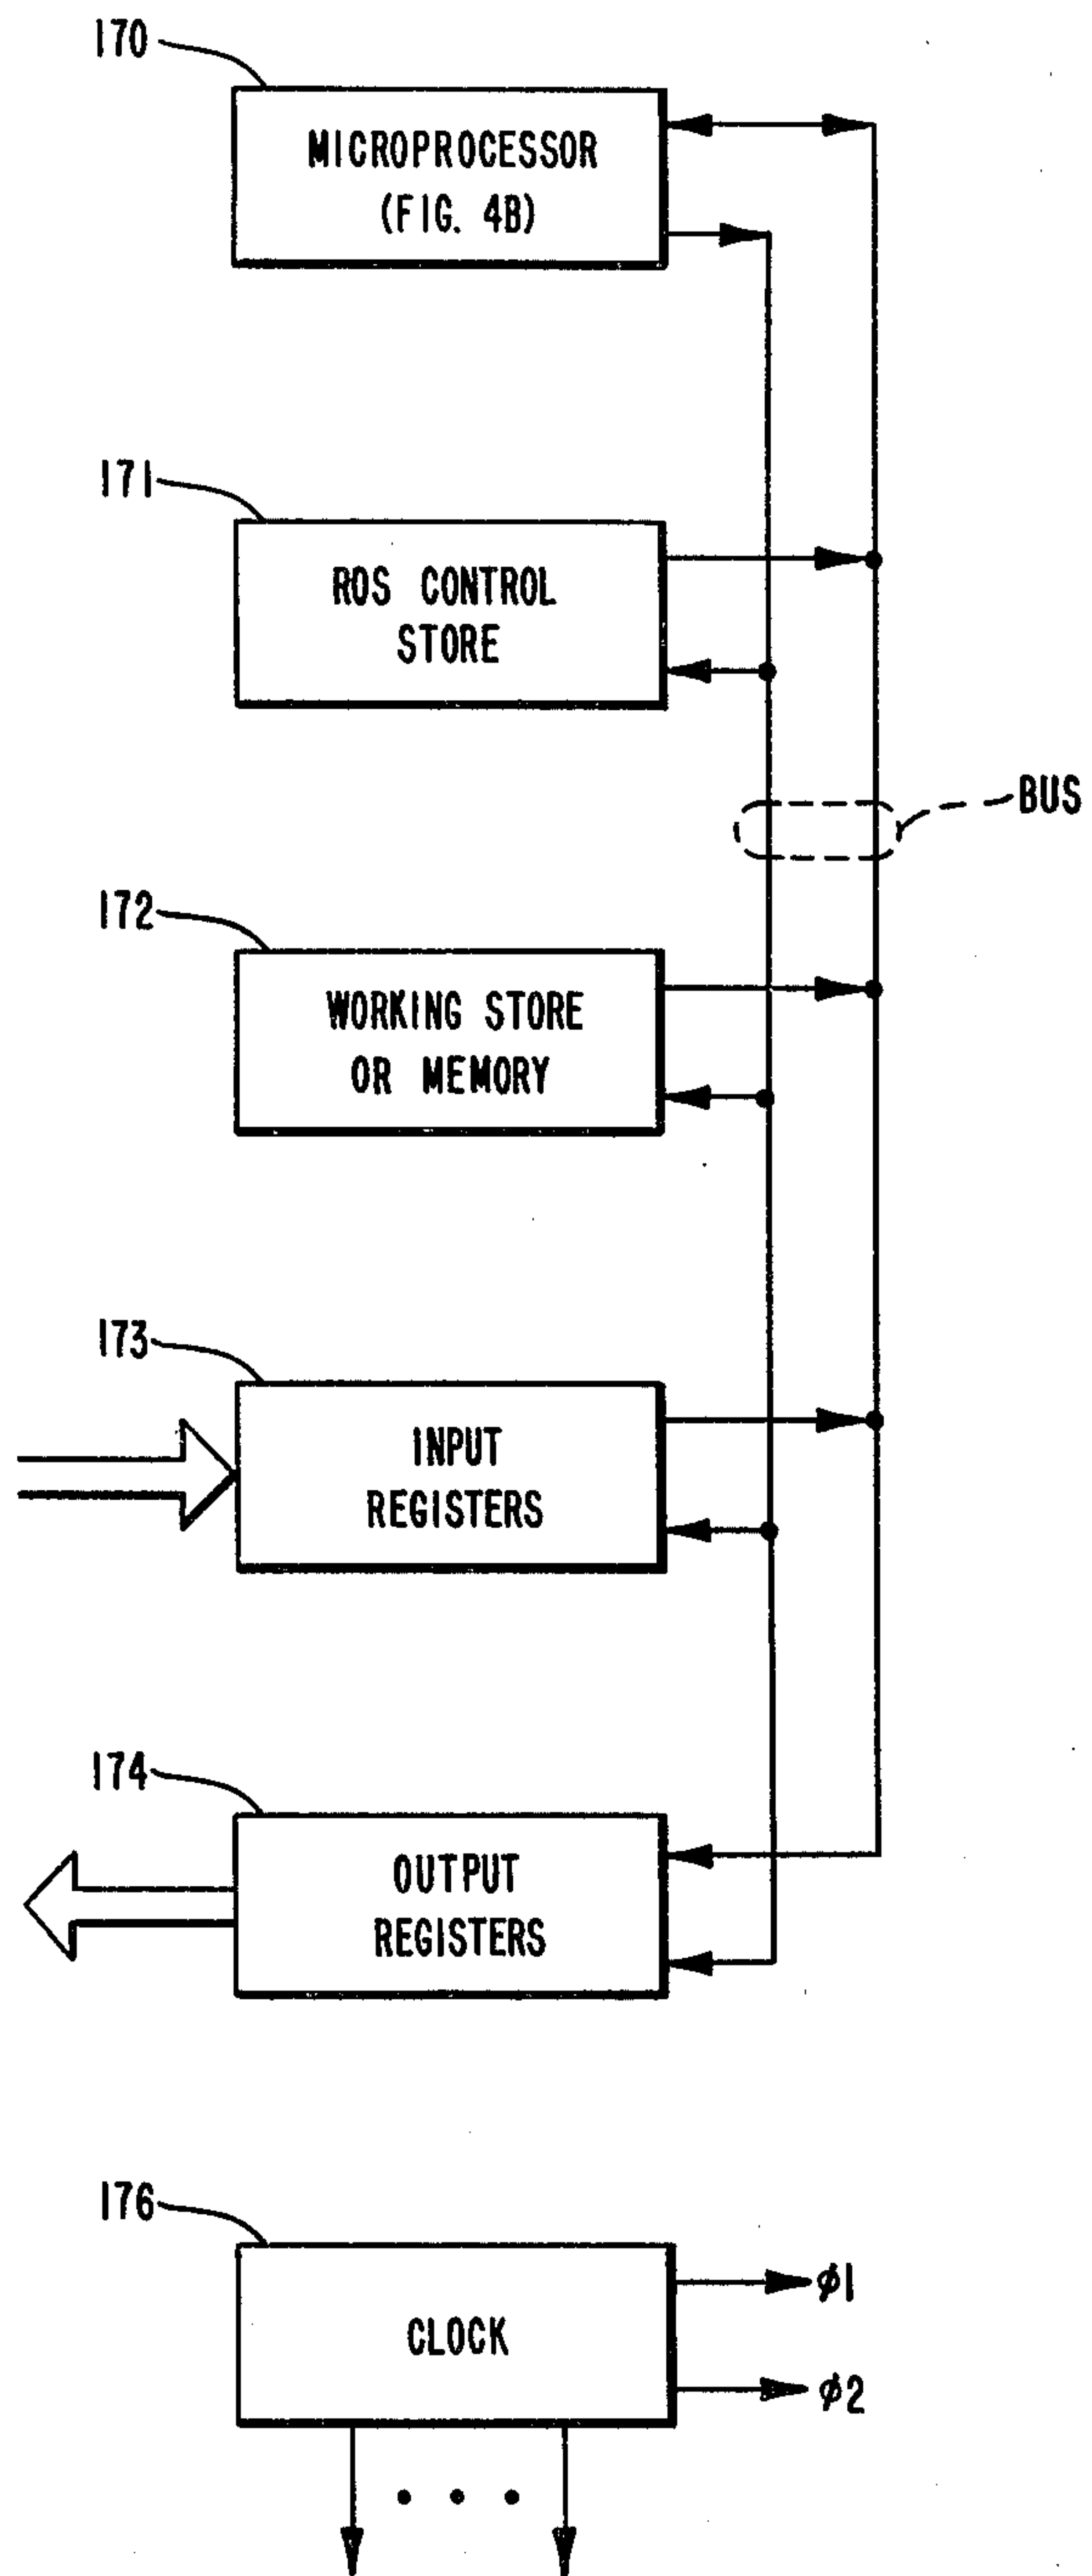 170
MICROPROCESSOR
(FIG. 4B)
171
ROS CONTROL
STORE
BUS
172
WORKING STORE
OR MEMORY
173
INPUT
REGISTERS
174
OUTPUT
REGISTERS
176
CLOCK
φ1
φ2